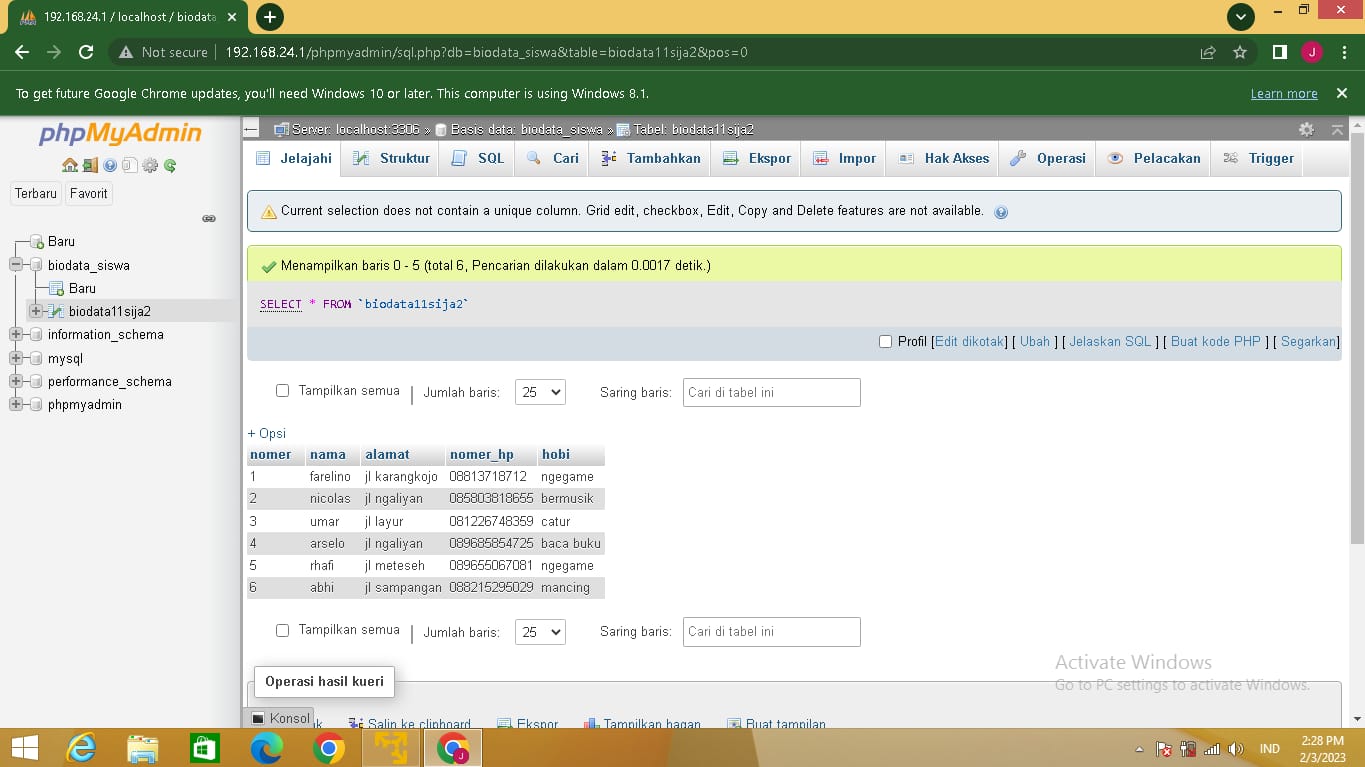 192.168.24.1 / localhost / biodata
Not secure 192.168.24.1/phpmyadmin/sql.php?db=biodata_siswa&table=biodata11sija2&pos=0 J
To get future Google Chrome updates, you'll need Windows 10 or later. This computer is using Windows 8.1. Learn more
phpMyAdmin
Terbaru Favorit
Baru
biodata_siswa
Baru
biodata11sija2
information_schema
mysql
performance_schema
phpmyadmin
Server: localhost:3306 » Basis data: biodata_siswa » Tabel: biodata11sija2
Jelajahi Struktur SQL Cari Tambahkan Ekspor Impor Hak Akses Operasi Pelacakan Trigger
Current selection does not contain a unique column. Grid edit, checkbox, Edit, Copy and Delete features are not available.
Menampilkan baris 0 - 5 (total 6, Pencarian dilakukan dalam 0.0017 detik.)
SELECT * FROM `biodata11sija2`
Profil [Edit dikotak] [ Ubah ] [ Jelaskan SQL ] [ Buat kode PHP ] [ Segarkan]
Tampilkan semua | Jumlah baris: 25 Saring baris: Cari di tabel ini
+ Opsi
nomer nama alamat nomer_hp hobi
1 farelino jl karangkojo 08813718712 ngegame
2 nicolas jl ngaliyan 085803818655 bermusik
3 umar jl layur 081226748359 catur
4 arselo jl ngaliyan 089685854725 baca buku
5 rhafi jl meteseh 089655067081 ngegame
6 abhi jl sampangan 088215295029 mancing
Tampilkan semua | Jumlah baris: 25 Saring baris: Cari di tabel ini
Operasi hasil kueri
Konsol
Salin ke clipboard Ekspor Tampilkan bagan Buat tampilan
Activate Windows
Go to PC settings to activate Windows.
J IND 2:28 PM
2/3/2023